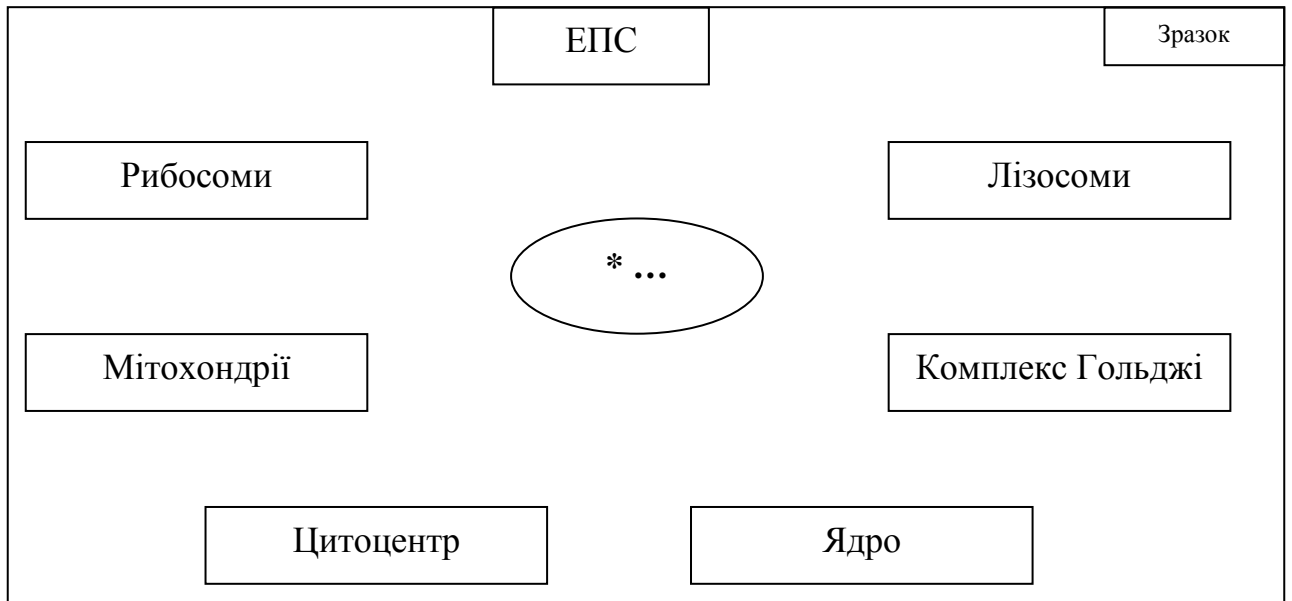 ЕПС
Зразок
Рибосоми
Лізосоми
* ...
Мітохондрії
Комплекс Гольджі
Цитоцентр
Ядро